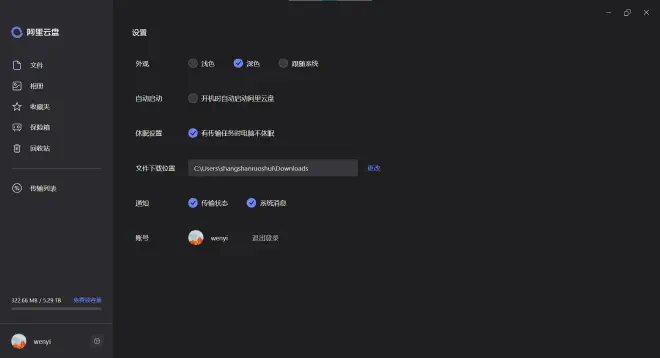 阿里云盘
文件
相册
收藏夹
保险箱
回收站
传输列表
322.66 MB / 5.29 TB 免费领容量
wenyi
设置
外观 浅色 深色 跟随系统
自动启动 开机时自动启动阿里云盘
休眠设置 有传输任务时电脑不休眠
文件下载位置 C:\Users\shangshanruoshui\Downloads 更改
通知 传输状态 系统消息
账号 wenyi 退出登录